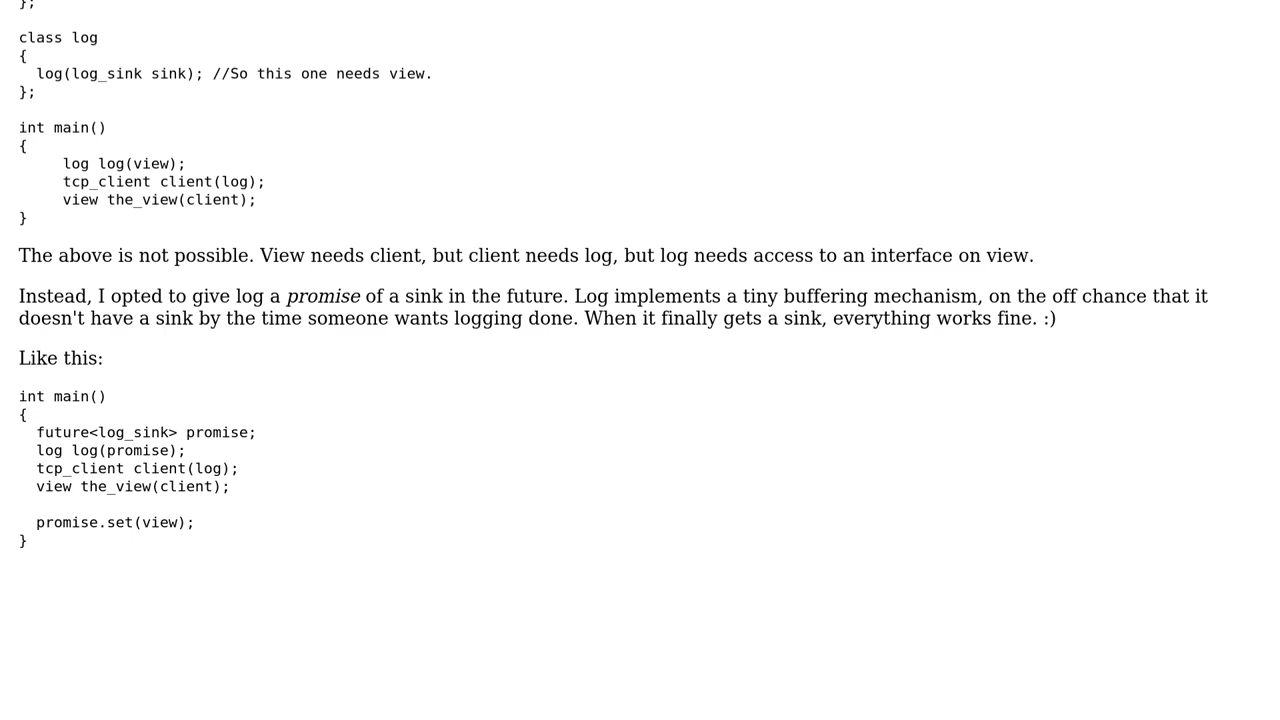 };
class log
{
  log(log_sink sink); //So this one needs view.
};
int main()
{
     log log(view);
     tcp_client client(log);
     view the_view(client);
}
The above is not possible. View needs client, but client needs log, but log needs access to an interface on view.
Instead, I opted to give log a promise of a sink in the future. Log implements a tiny buffering mechanism, on the off chance that it
doesn't have a sink by the time someone wants logging done. When it finally gets a sink, everything works fine. :)
Like this:
int main()
{
  future<log_sink> promise;
  log log(promise);
  tcp_client client(log);
  view the_view(client);
  promise.set(view);
}